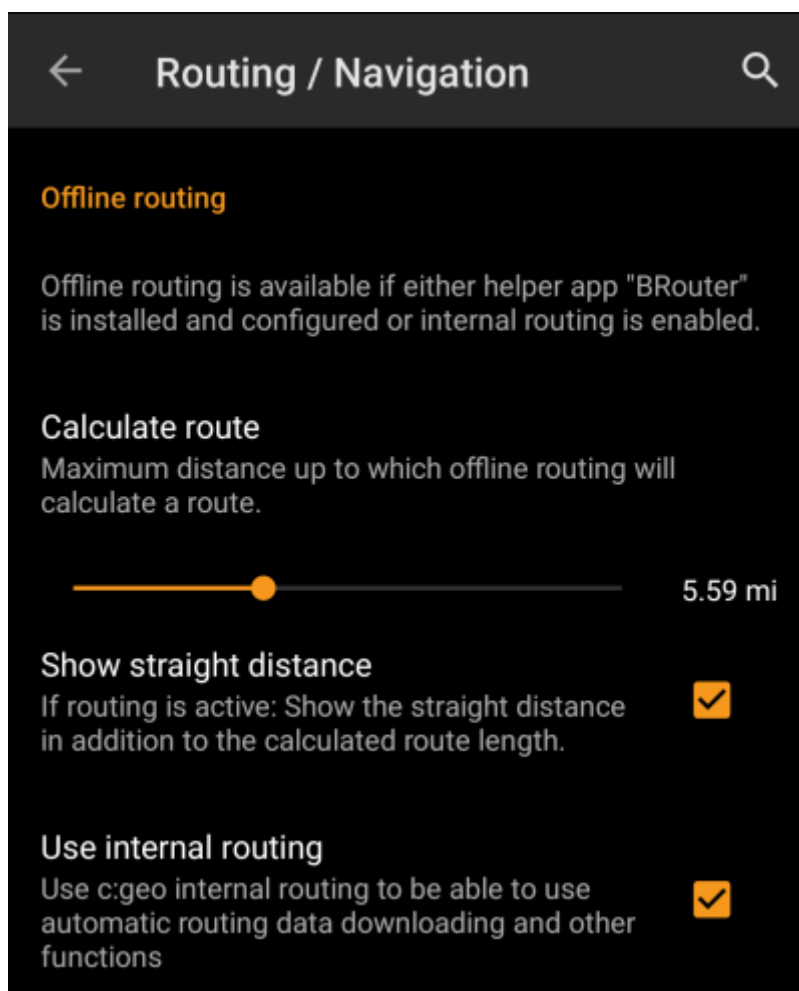 Routing / Navigation
Offline routing
Offline routing is available if either helper app "BRouter"
is installed and configured or internal routing is enabled.
Calculate route
Maximum distance up to which offline routing will
calculate a route.
5.59 mi
Show straight distance
If routing is active: Show the straight distance
in addition to the calculated route length.
Use internal routing
Use c:geo internal routing to be able to use
automatic routing data downloading and other
functions